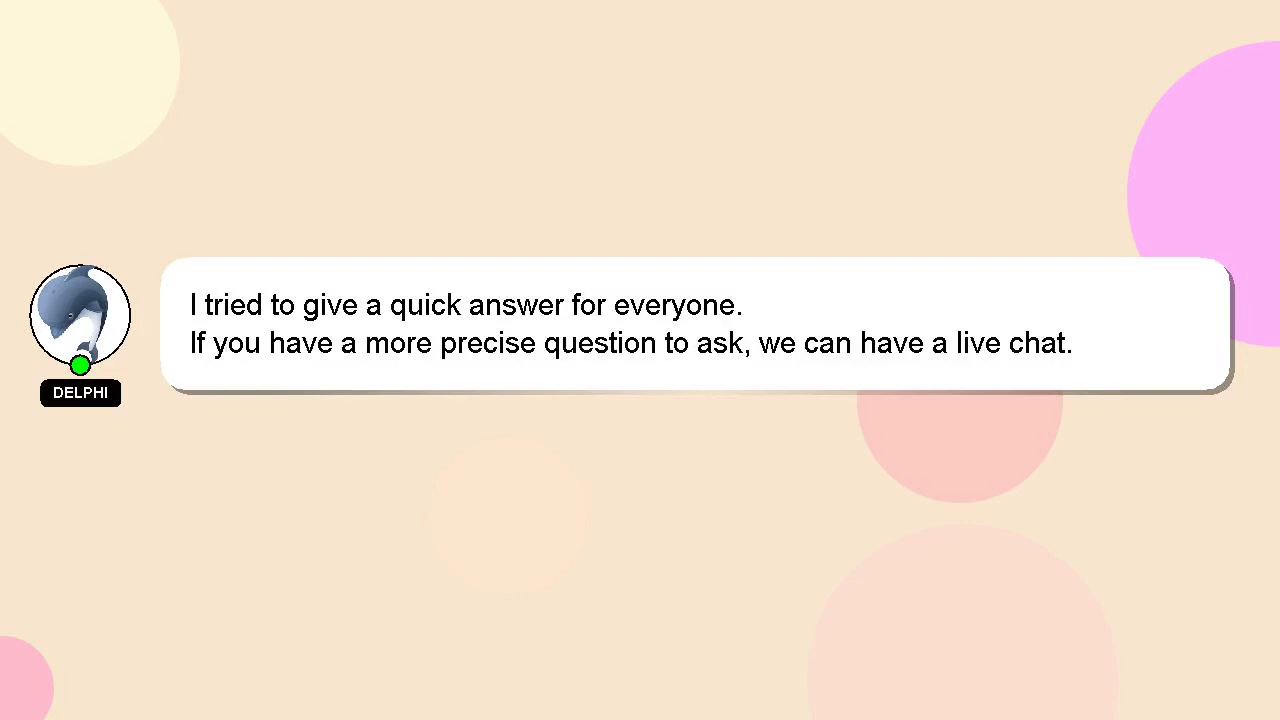 I tried to give a quick answer for everyone.
If you have a more precise question to ask, we can have a live chat.
DELPHI